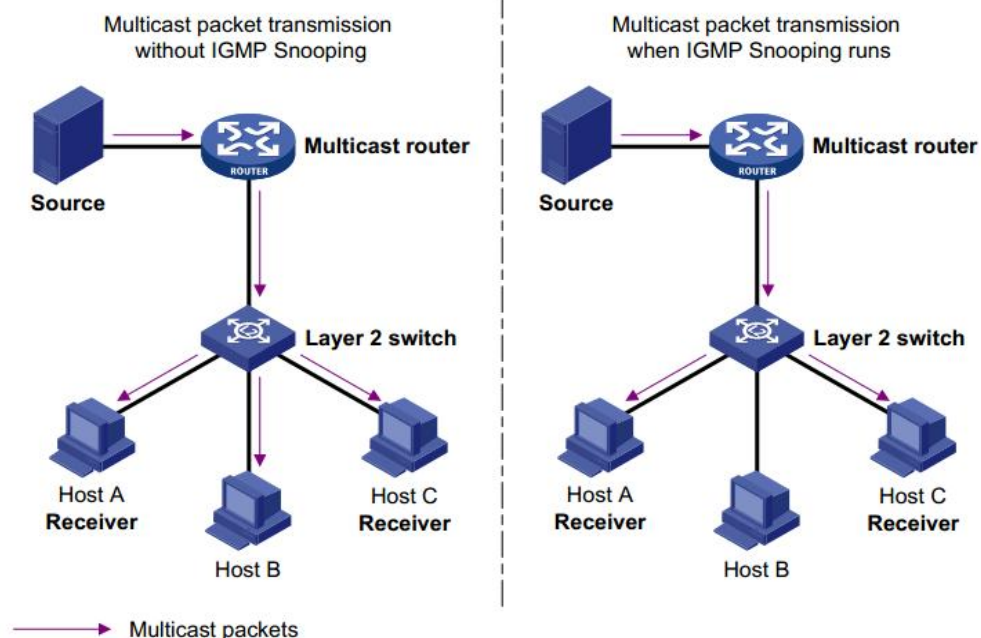 Multicast packet transmission
without IGMP Snooping
Source
ROUTER
Multicast router
Layer 2 switch
Host A
Receiver
Host B
Host C
Receiver
Multicast packet transmission
when IGMP Snooping runs
Source
ROUTER
Multicast router
Layer 2 switch
Host A
Receiver
Host B
Host C
Receiver
Multicast packets